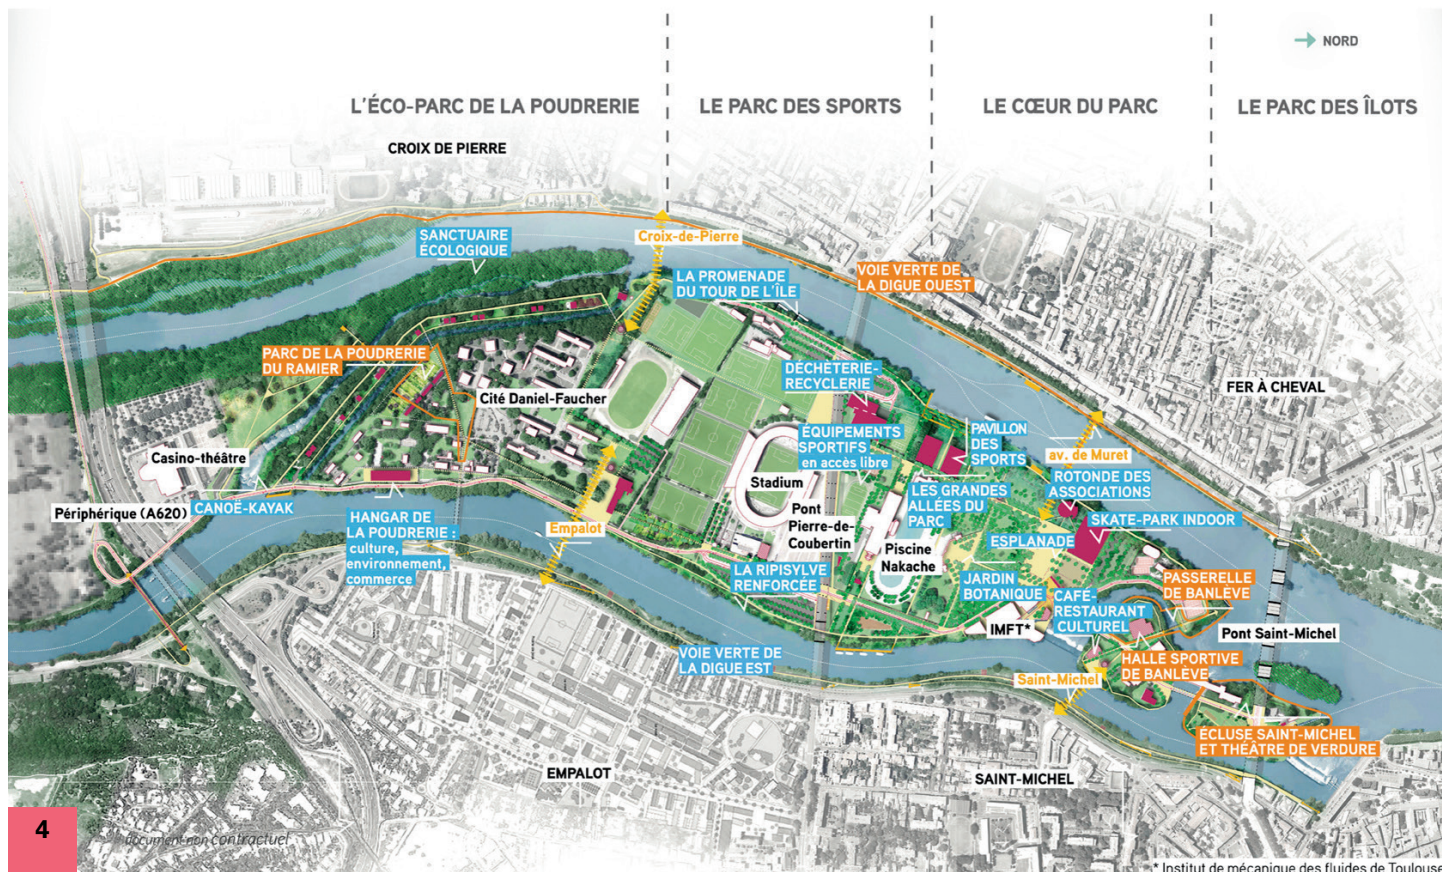 NORD
L'ÉCO-PARC DE LA POUDRERIE
LE PARC DES SPORTS
LE CŒUR DU PARC
LE PARC DES ÎLOTS
CROIX DE PIERRE
SANCTUAIRE
ÉCOLOGIQUE
Croix-de-Pierre
LA PROMENADE
DU TOUR DE L'ÎLE
VOIE VERTE DE
LA DIGUE OUEST
PARC DE LA POUDRERIE
DU RAMIER
Cité Daniel-Faucher
DÉCHÈTERIE-
RECYCLERIE
FER À CHEVAL
ÉQUIPEMENTS
SPORTIFS
en accès libre
PAVILLON
DES
SPORTS
av. de Muret
Casino-théâtre
Stadium
ROTONDE DES
ASSOCIATIONS
LES GRANDES
ALLÉES DU
PARC
Périphérique (A620)
CANOË-KAYAK
HANGAR DE
LA POUDRERIE :
culture,
environnement,
commerce
Empalot
Pont
Pierre-de-
Coubertin
SKATE-PARK INDOOR
ESPLANADE
Piscine
Nakache
LA RIPISYLVE
RENFORCÉE
JARDIN
BOTANIQUE
CAFÉ-
RESTAURANT
CULTUREL
PASSERELLE
DE BANLÈVE
IMFT*
Pont Saint-Michel
VOIE VERTE DE
LA DIGUE EST
HALLE SPORTIVE
DE BANLÈVE
Saint-Michel
ÉCLUSE SAINT-MICHEL
ET THÉÂTRE DE VERDURE
EMPALOT
SAINT-MICHEL
4
document non contractuel
* Institut de mécanique des fluides de Toulouse